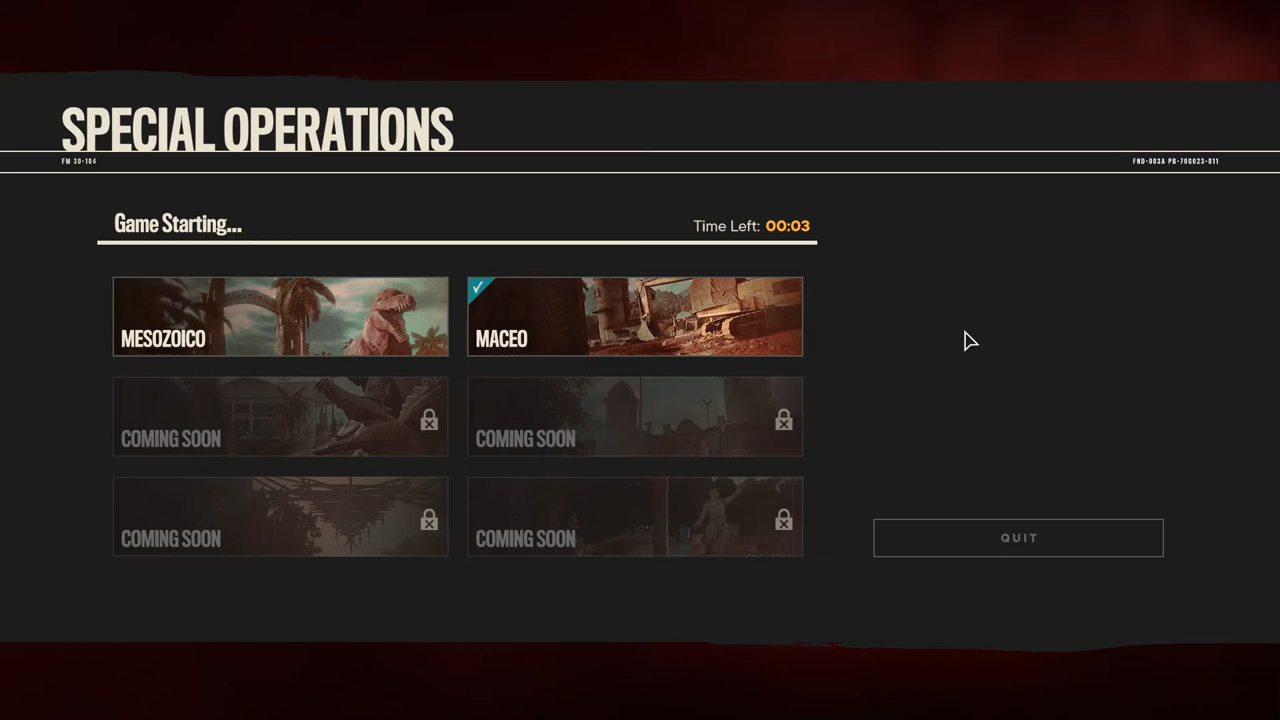 SPECIAL OPERATIONS
FM 30-184
FND-003A PB-700023-011
Game Starting...
Time Left: 00:03
MESOZOICO
MACEO
COMING SOON
COMING SOON
COMING SOON
COMING SOON
QUIT